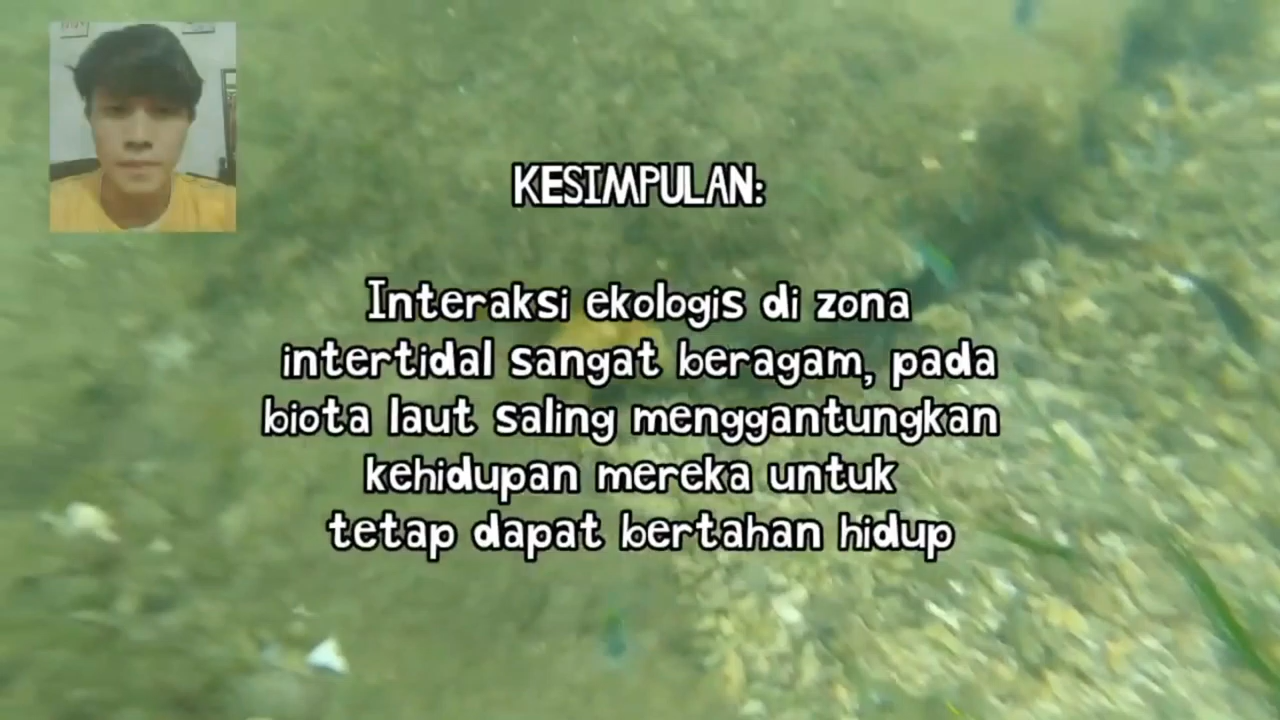 KESIMPULAN:
Interaksi ekologis di zona
intertidal sangat beragam, pada
biota laut saling menggantungkan
kehidupan mereka untuk
tetap dapat bertahan hidup